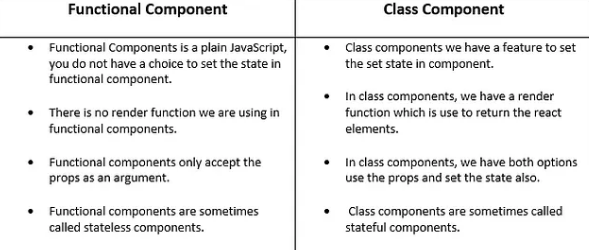 Functional Component
Class Component
• Functional Components is a plain JavaScript,
you do not have a choice to set the state in
functional component.
• There is no render function we are using in
functional components.
• Functional components only accept the
props as an argument.
• Functional components are sometimes
called stateless components.
• Class components we have a feature to set
the set state in component.
• In class components, we have a render
function which is use to return the react
elements.
• In class components, we have both options
use the props and set the state also.
• Class components are sometimes called
stateful components.